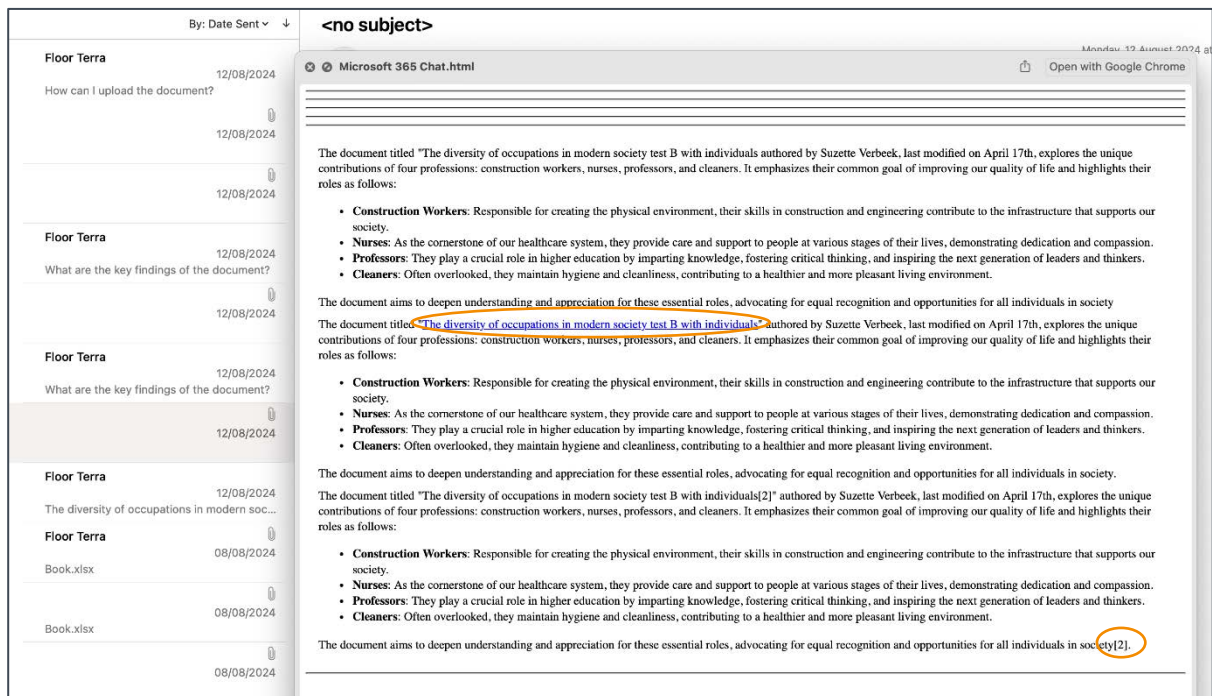 By: Date Sent
Floor Terra
12/08/2024
How can I upload the document?
12/08/2024
12/08/2024
Floor Terra
12/08/2024
What are the key findings of the document?
12/08/2024
Floor Terra
12/08/2024
What are the key findings of the document?
12/08/2024
Floor Terra
12/08/2024
The diversity of occupations in modern soc...
Floor Terra
08/08/2024
Book.xlsx
08/08/2024
Book.xlsx
08/08/2024
<no subject>
Monday, 12 August 2024 at
Microsoft 365 Chat.html
Open with Google Chrome
The document titled "The diversity of occupations in modern society test B with individuals authored by Suzette Verbeek, last modified on April 17th, explores the unique
contributions of four professions: construction workers, nurses, professors, and cleaners. It emphasizes their common goal of improving our quality of life and highlights their
roles as follows:
• Construction Workers: Responsible for creating the physical environment, their skills in construction and engineering contribute to the infrastructure that supports our
society.
• Nurses: As the cornerstone of our healthcare system, they provide care and support to people at various stages of their lives, demonstrating dedication and compassion.
• Professors: They play a crucial role in higher education by imparting knowledge, fostering critical thinking, and inspiring the next generation of leaders and thinkers.
• Cleaners: Often overlooked, they maintain hygiene and cleanliness, contributing to a healthier and more pleasant living environment.
The document aims to deepen understanding and appreciation for these essential roles, advocating for equal recognition and opportunities for all individuals in society
The document titled "The diversity of occupations in modern society test B with individuals" authored by Suzette Verbeek, last modified on April 17th, explores the unique
contributions of four professions: construction workers, nurses, professors, and cleaners. It emphasizes their common goal of improving our quality of life and highlights their
roles as follows:
• Construction Workers: Responsible for creating the physical environment, their skills in construction and engineering contribute to the infrastructure that supports our
society.
• Nurses: As the cornerstone of our healthcare system, they provide care and support to people at various stages of their lives, demonstrating dedication and compassion.
• Professors: They play a crucial role in higher education by imparting knowledge, fostering critical thinking, and inspiring the next generation of leaders and thinkers.
• Cleaners: Often overlooked, they maintain hygiene and cleanliness, contributing to a healthier and more pleasant living environment.
The document aims to deepen understanding and appreciation for these essential roles, advocating for equal recognition and opportunities for all individuals in society.
The document titled "The diversity of occupations in modern society test B with individuals[2]" authored by Suzette Verbeek, last modified on April 17th, explores the unique
contributions of four professions: construction workers, nurses, professors, and cleaners. It emphasizes their common goal of improving our quality of life and highlights their
roles as follows:
• Construction Workers: Responsible for creating the physical environment, their skills in construction and engineering contribute to the infrastructure that supports our
society.
• Nurses: As the cornerstone of our healthcare system, they provide care and support to people at various stages of their lives, demonstrating dedication and compassion.
• Professors: They play a crucial role in higher education by imparting knowledge, fostering critical thinking, and inspiring the next generation of leaders and thinkers.
• Cleaners: Often overlooked, they maintain hygiene and cleanliness, contributing to a healthier and more pleasant living environment.
The document aims to deepen understanding and appreciation for these essential roles, advocating for equal recognition and opportunities for all individuals in society[2].